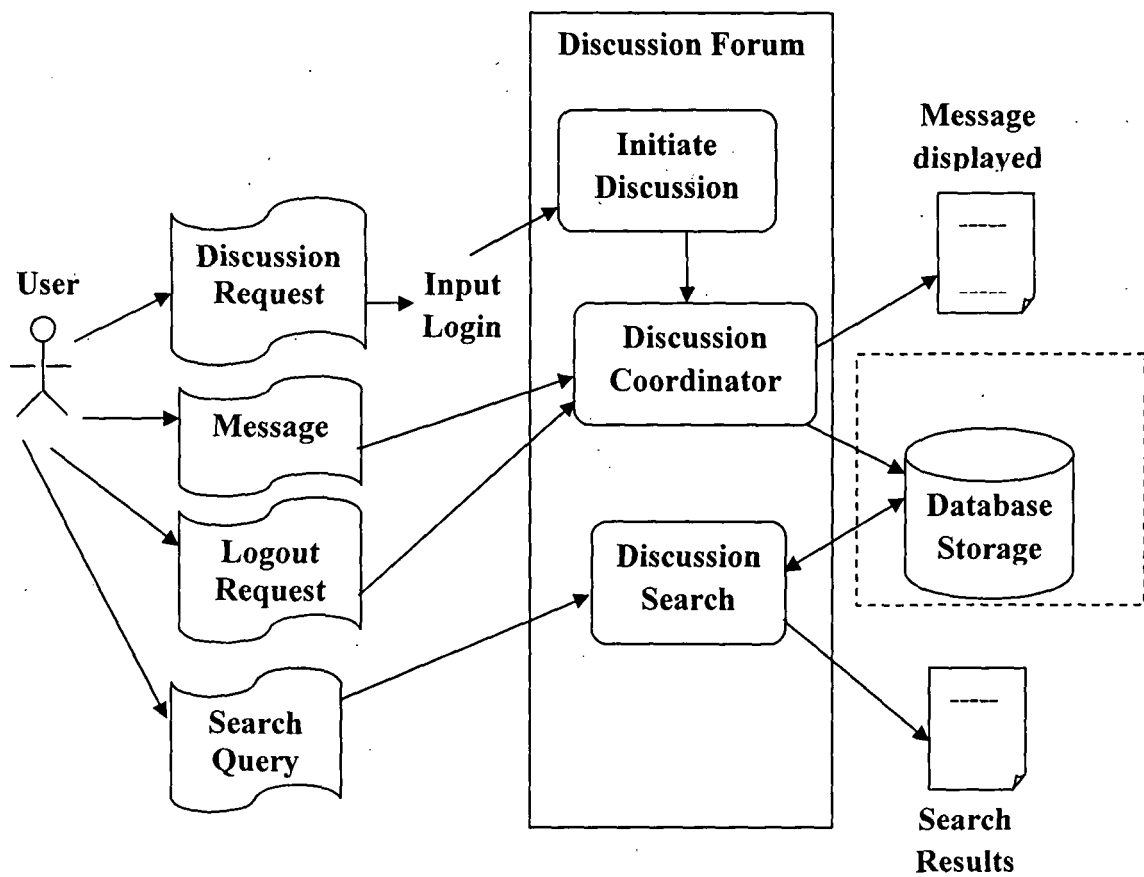 Discussion Forum
Initiate
Discussion
Message
displayed
User
Discussion
Request
Input
Login
Discussion
Coordinator
Message
Logout
Request
Discussion
Search
Database
Storage
Search
Query
Search
Results